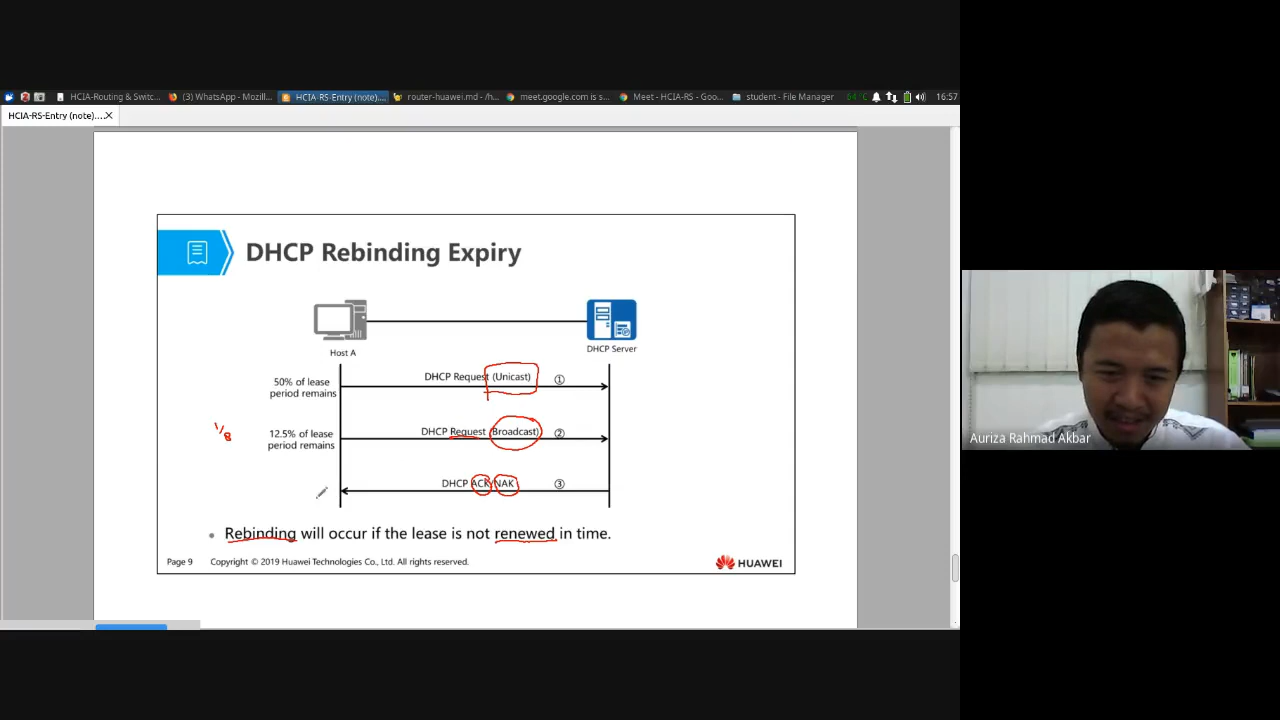 HCIA-Routing & Switc...
(3) WhatsApp - Mozill...
HCIA-RS-Entry (note)....
router-huawei.md - /h...
meet.google.com is s...
Meet - HCIA-RS - Goo...
student - File Manager
64°C
16:57
HCIA-RS-Entry (note)....
DHCP Rebinding Expiry
Host A
DHCP Server
50% of lease
period remains
DHCP Request (Unicast) ①
1/8
12.5% of lease
period remains
DHCP Request (Broadcast) ②
DHCP ACK/NAK ③
Rebinding will occur if the lease is not renewed in time.
Page 9
Copyright © 2019 Huawei Technologies Co., Ltd. All rights reserved.
HUAWEI
Auriza Rahmad Akbar